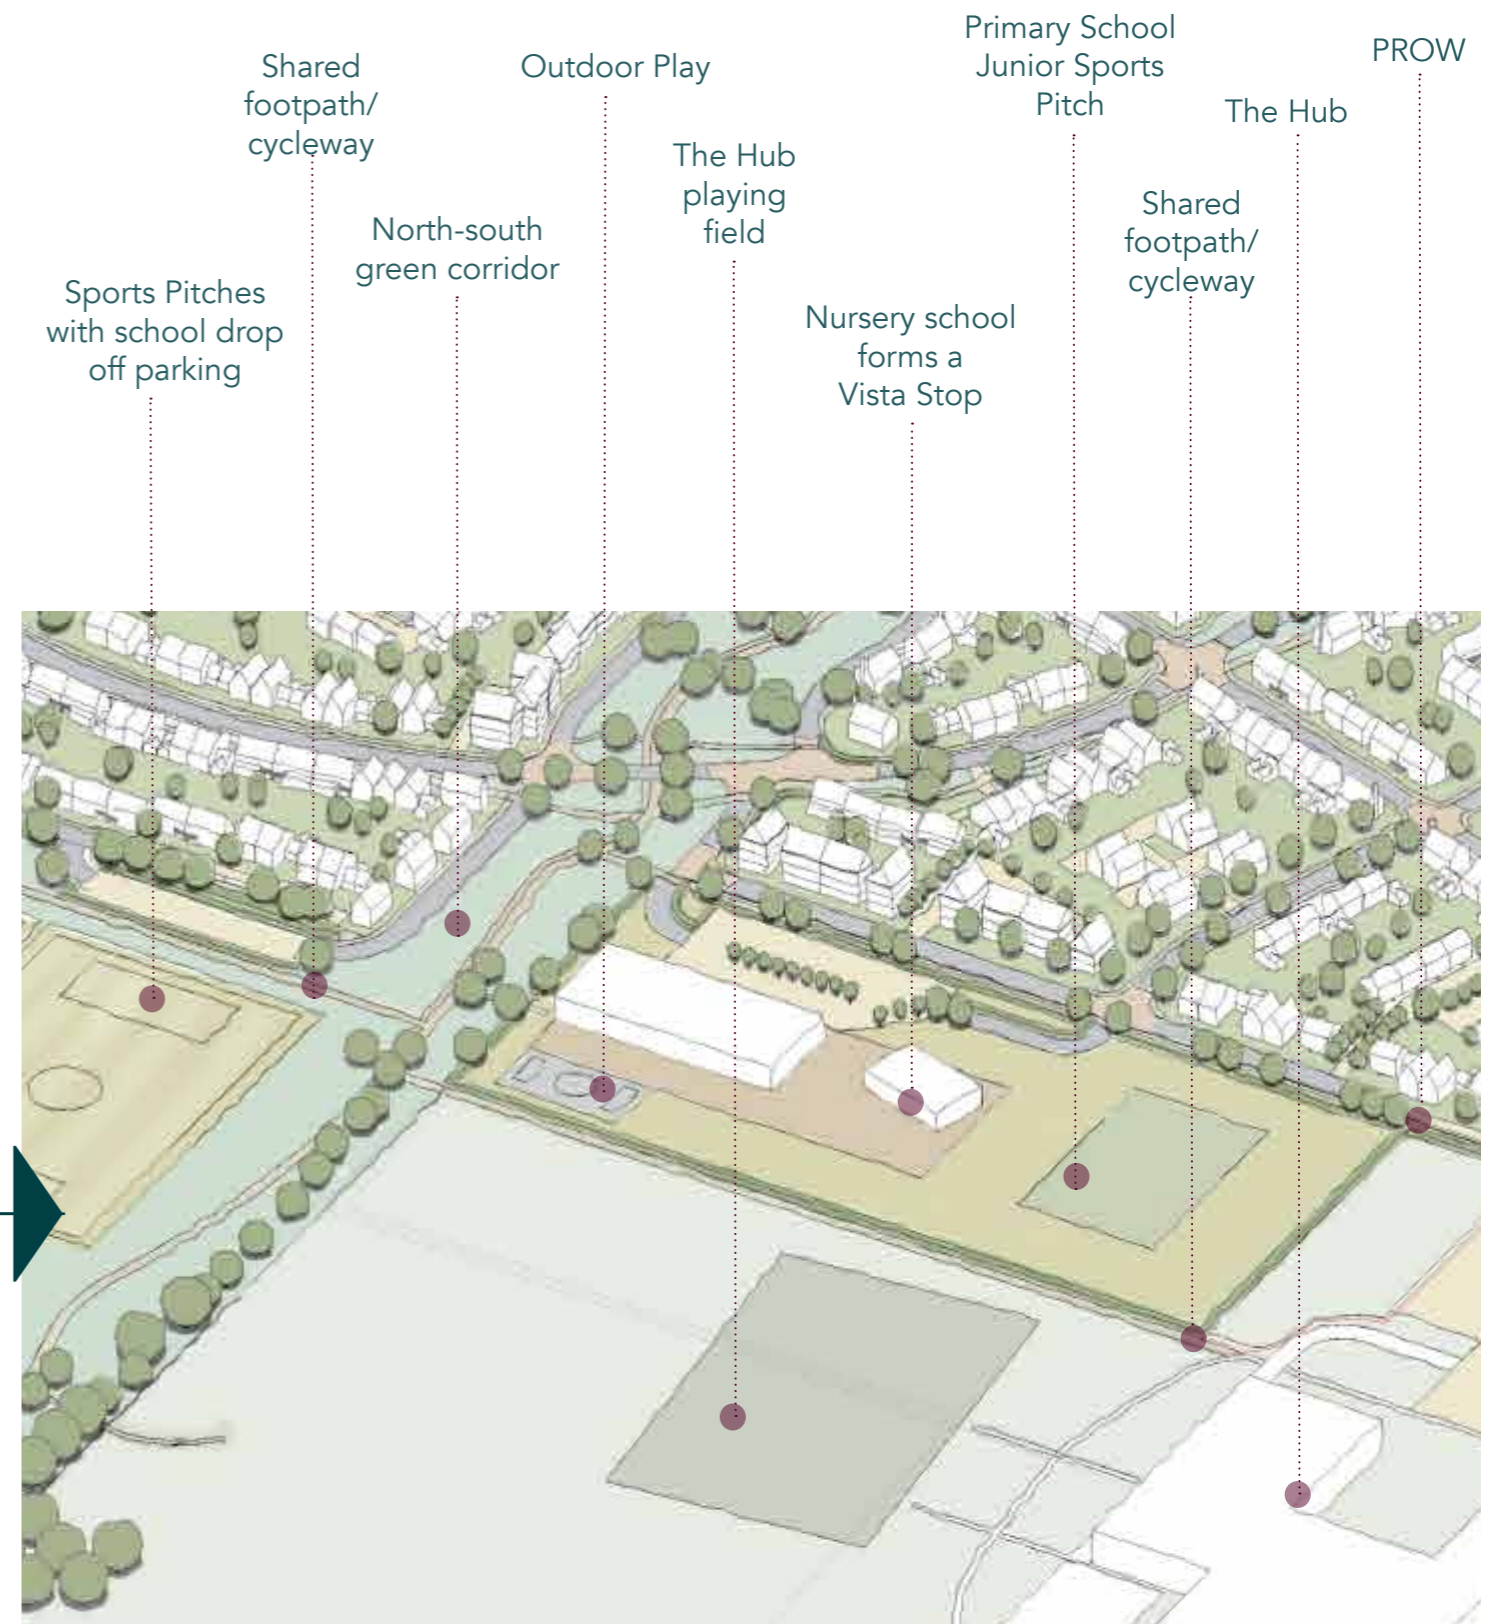 Shared
footpath/
cycleway
Outdoor Play
Primary School
Junior Sports
Pitch
PROW
The Hub
The Hub
playing
field
Shared
footpath/
cycleway
North-south
green corridor
Sports Pitches
with school drop
off parking
Nursery school
forms a
Vista Stop